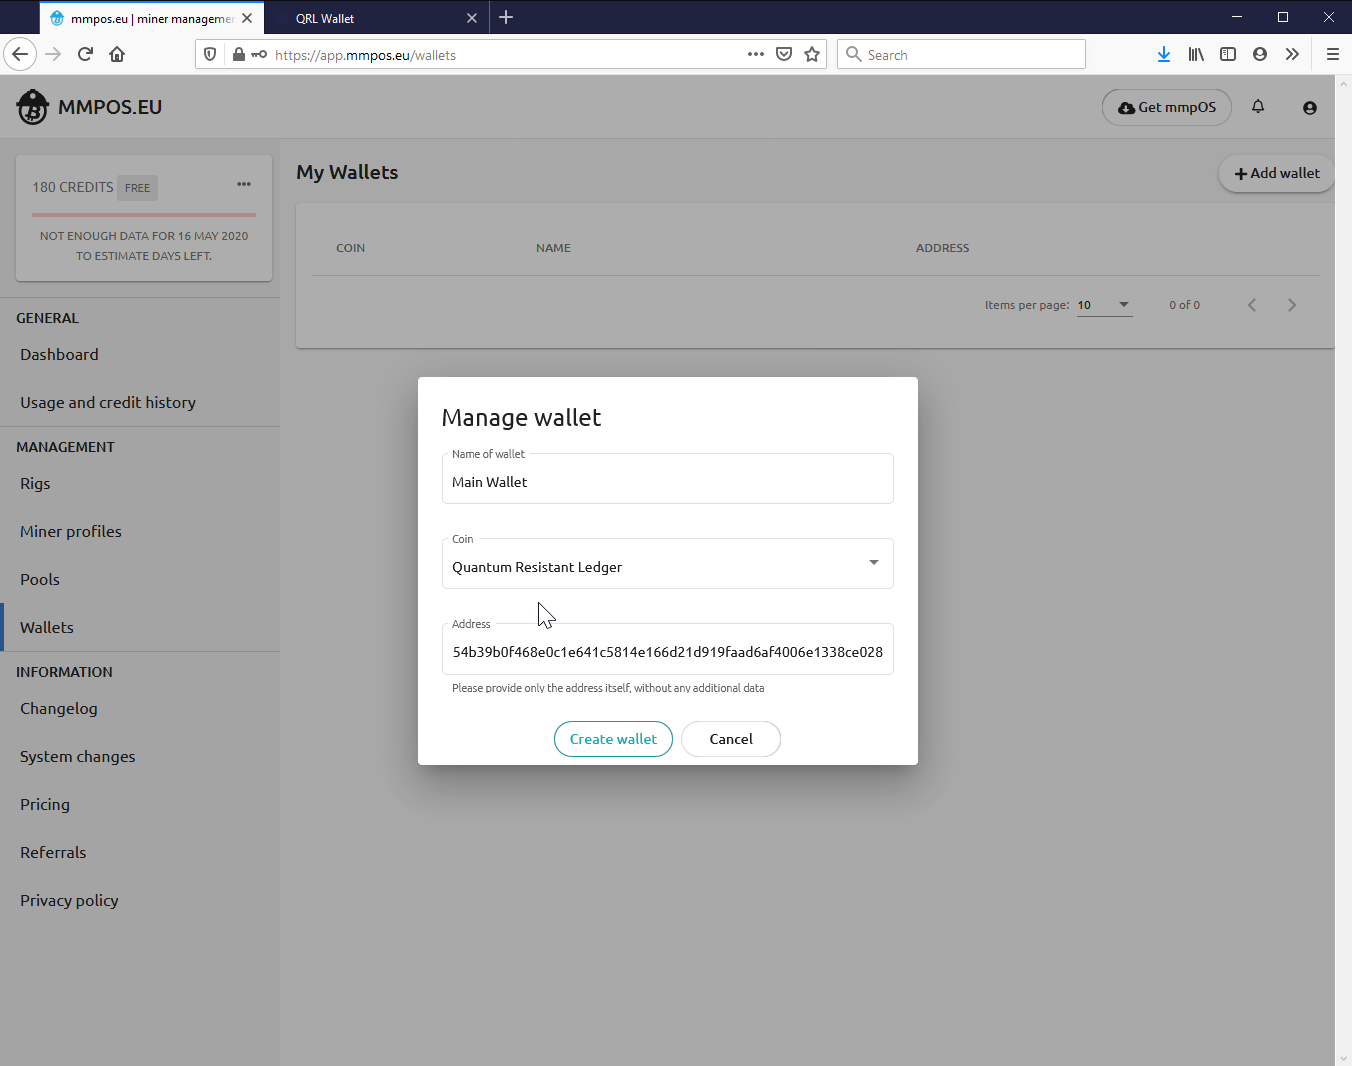 mmpos.eu | miner managemen
QRL Wallet
https://app.mmpos.eu/wallets
Search
MMPOS.EU
Get mmpOS
180 CREDITS FREE
NOT ENOUGH DATA FOR 16 MAY 2020
TO ESTIMATE DAYS LEFT.
My Wallets
Add wallet
COIN NAME ADDRESS
Items per page: 10 0 of 0
GENERAL
Dashboard
Usage and credit history
MANAGEMENT
Rigs
Miner profiles
Pools
Wallets
INFORMATION
Changelog
System changes
Pricing
Referrals
Privacy policy
Manage wallet
Name of wallet
Main Wallet
Coin
Quantum Resistant Ledger
Address
54b39b0f468e0c1e641c5814e166d21d919faad6af4006e1338ce028
Please provide only the address itself, without any additional data
Create wallet Cancel